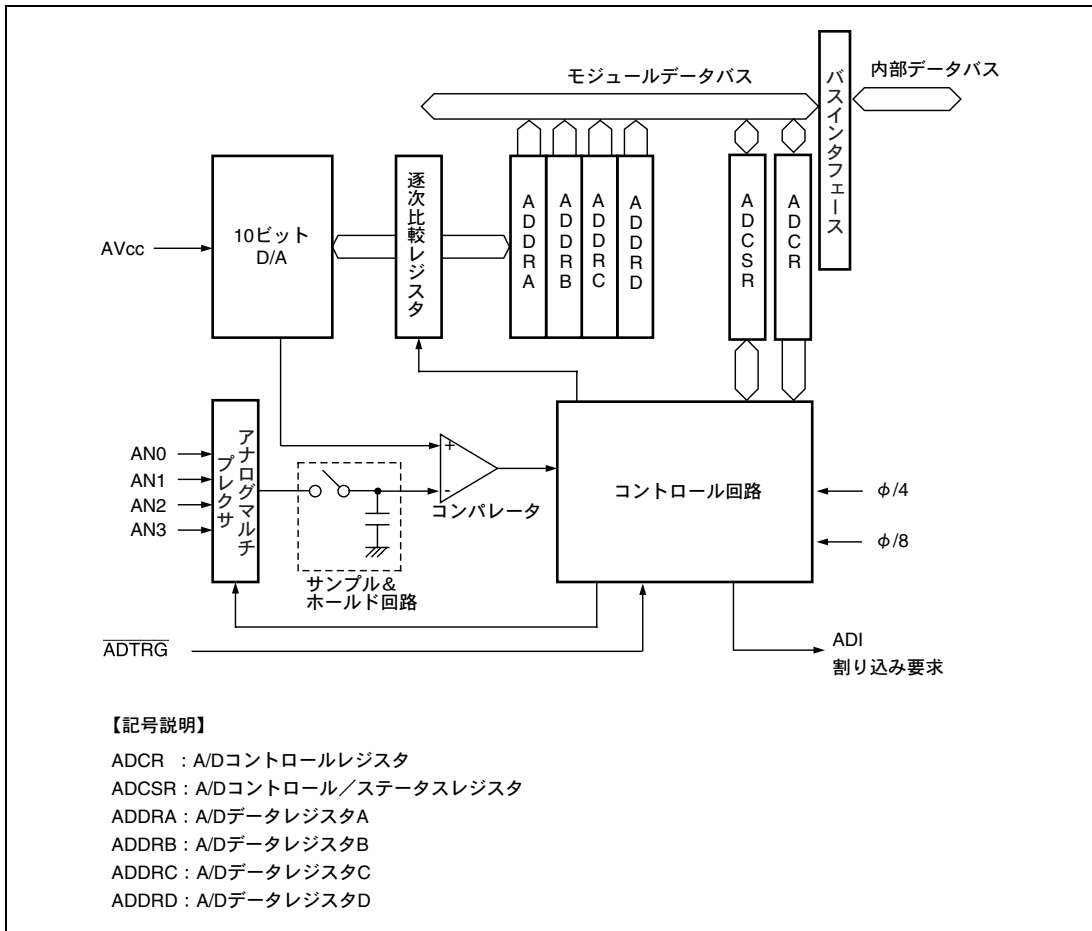 モジュールデータバス
バスインタフェース
内部データバス
AVcc
10ビット
D/A
逐次比較レジスタ
ADDRA
ADDRB
ADDRC
ADDRD
ADCSR
ADCR
AN0
AN1
AN2
AN3
アナログマルチ
プレクサ
+
-
コンパレータ
サンプル&
ホールド回路
コントロール回路
φ/4
φ/8
ADTRG
ADI
割り込み要求
【記号説明】
ADCR : A/Dコントロールレジスタ
ADCSR : A/Dコントロール／ステータスレジスタ
ADDRA : A/DデータレジスタA
ADDRB : A/DデータレジスタB
ADDRC : A/DデータレジスタC
ADDRD : A/DデータレジスタD